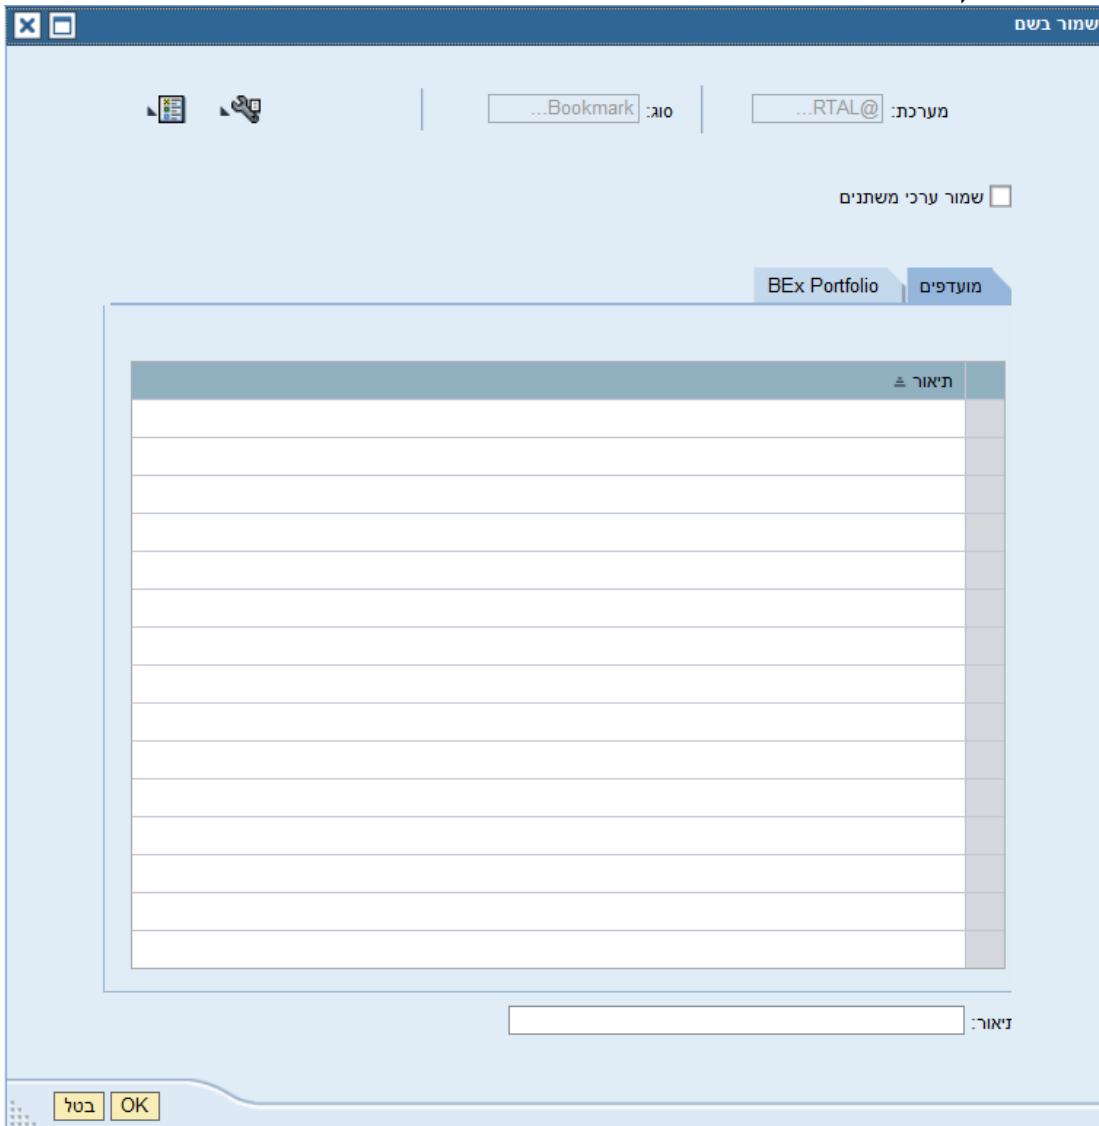 שמור בשם
מערכת: RTAL@...
סוג: Bookmark...
שמור ערכי משתנים
מועדפים
BEx Portfolio
תיאור
תיאור:
OK
בטל